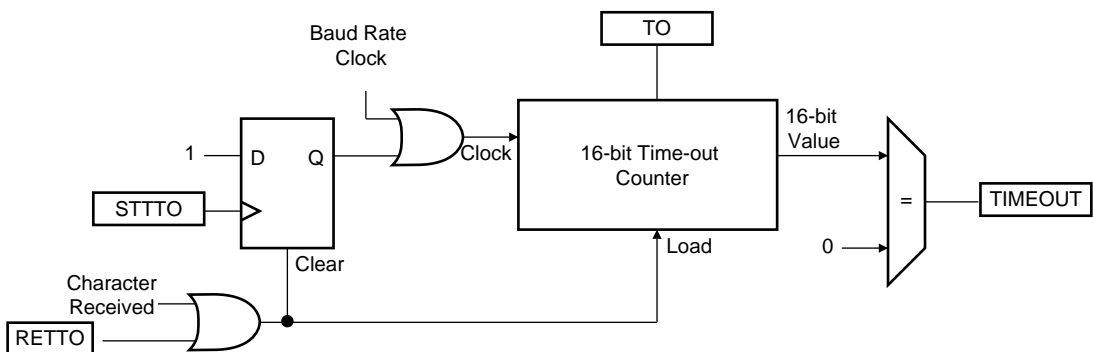 TO
Baud Rate
Clock
1
D
Q
Clock
16-bit Time-out
Counter
16-bit
Value
=
TIMEOUT
STTTO
Clear
Load
0
Character
Received
RETTO